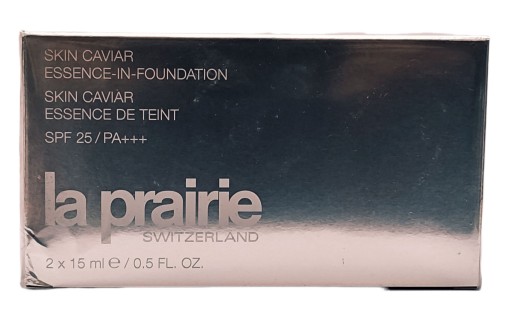 SKIN CAVIAR
ESSENCE-IN-FOUNDATION
SKIN CAVIAR
ESSENCE DE TEINT
SPF 25 / PA+++
la prairie
SWITZERLAND
2 x 15 ml ℮ / 0.5 FL. OZ.